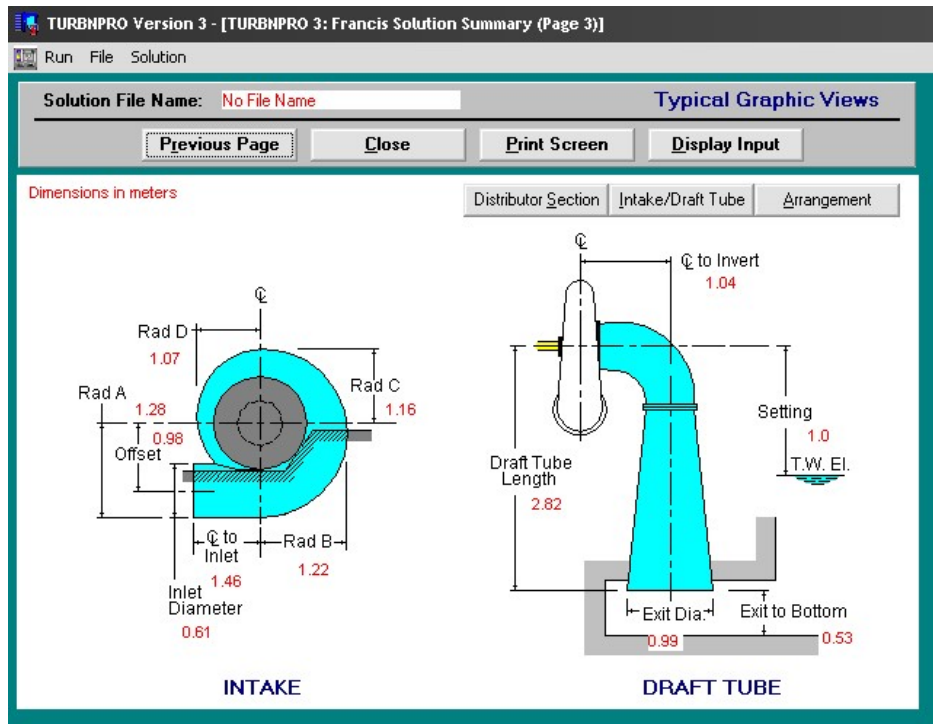 TURBNPRO Version 3 - [TURBNPRO 3: Francis Solution Summary (Page 3)]
Run File Solution
Solution File Name: No File Name
Typical Graphic Views
Previous Page Close Print Screen Display Input
Dimensions in meters
Distributor Section Intake/Draft Tube Arrangement
℄
Rad D
1.07
Rad A
1.28
0.98
Offset
Rad C
1.16
℄ to
Inlet
1.46
Rad B
1.22
Inlet
Diameter
0.61
INTAKE
℄
℄ to Invert
1.04
Setting
1.0
T.W. El.
Draft Tube
Length
2.82
Exit Dia.
0.99
Exit to Bottom
0.53
DRAFT TUBE